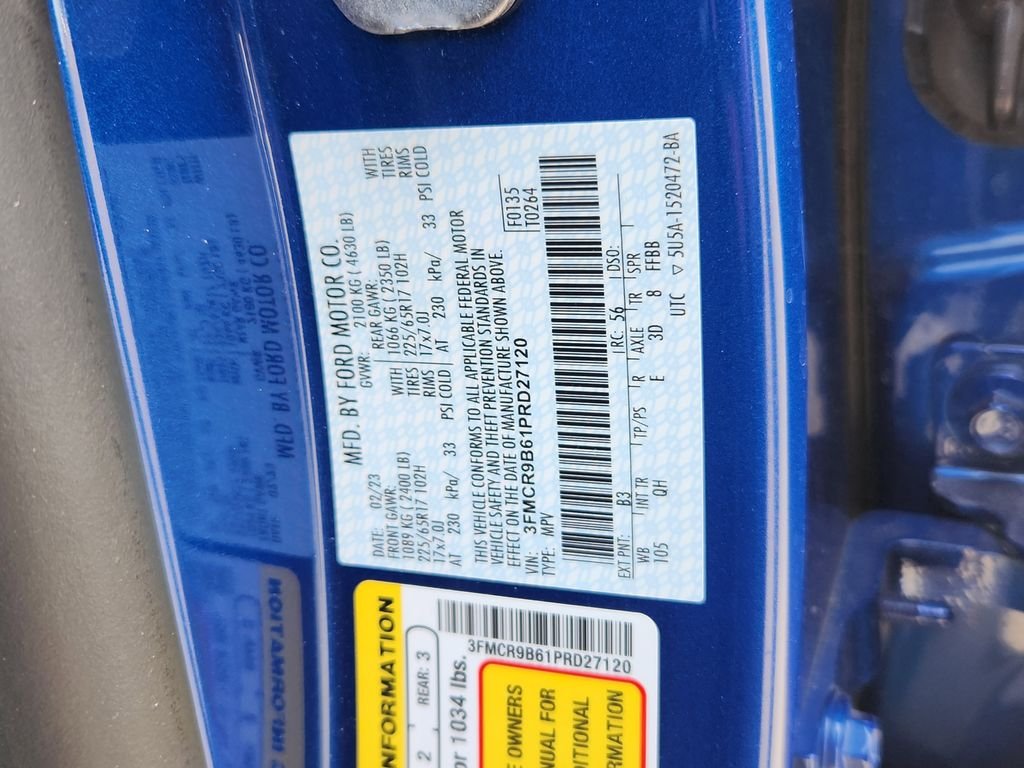 MFD. BY FORD MOTOR CO.
DATE: 02/23 GVWR: 2100 KG ( 4630 LB)
FRONT GAWR: REAR GAWR:
1089 KG ( 2400 LB) WITH 1066 KG ( 2350 LB) WITH
225/65R17 102H TIRES 225/65R17 102H TIRES
17x7.0J RIMS 17x7.0J RIMS
AT 230 kPa/ 33 PSI COLD AT 230 kPa/ 33 PSI COLD
THIS VEHICLE CONFORMS TO ALL APPLICABLE FEDERAL MOTOR
VEHICLE SAFETY AND THEFT PREVENTION STANDARDS IN
EFFECT ON THE DATE OF MANUFACTURE SHOWN ABOVE.
VIN: 3FMCR9B61PRD27120 F0135
TYPE: MPV T0264
EXT PNT: B3 RC: 56 DSO:
WB INT TR TP/PS R AXLE TR SPR
105 QH E 3D 8 FFBB
UTC ▽ 5U5A-1520472-BA
INFORMATION
2 REAR: 3
or 1034 lbs.
3FMCR9B61PRD27120
E OWNERS
NUAL FOR
DITIONAL
RMATION